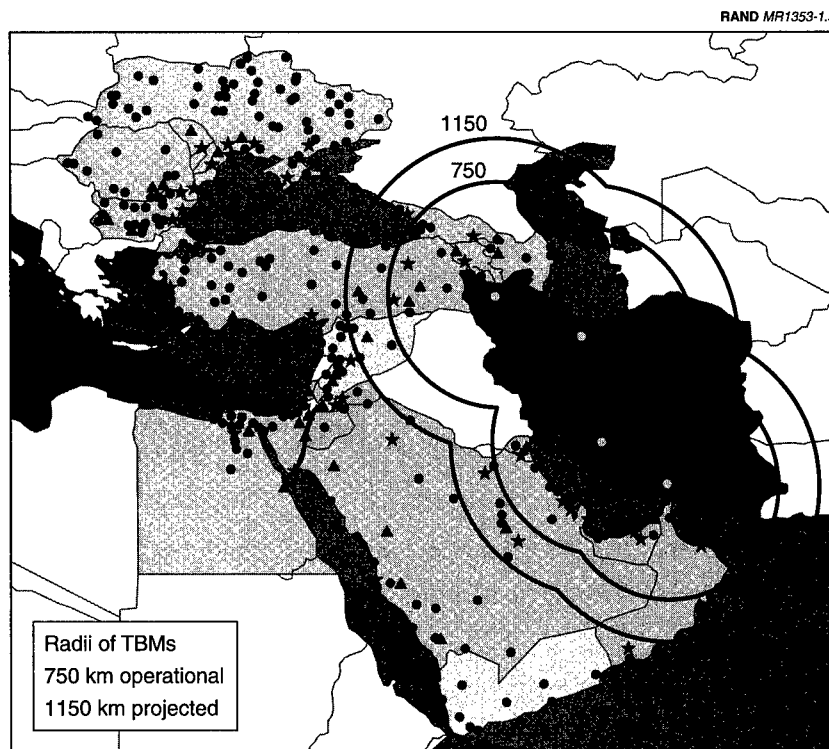 RAND MR1353-1.
1150
750
Radii of TBMs
750 km operational
1150 km projected